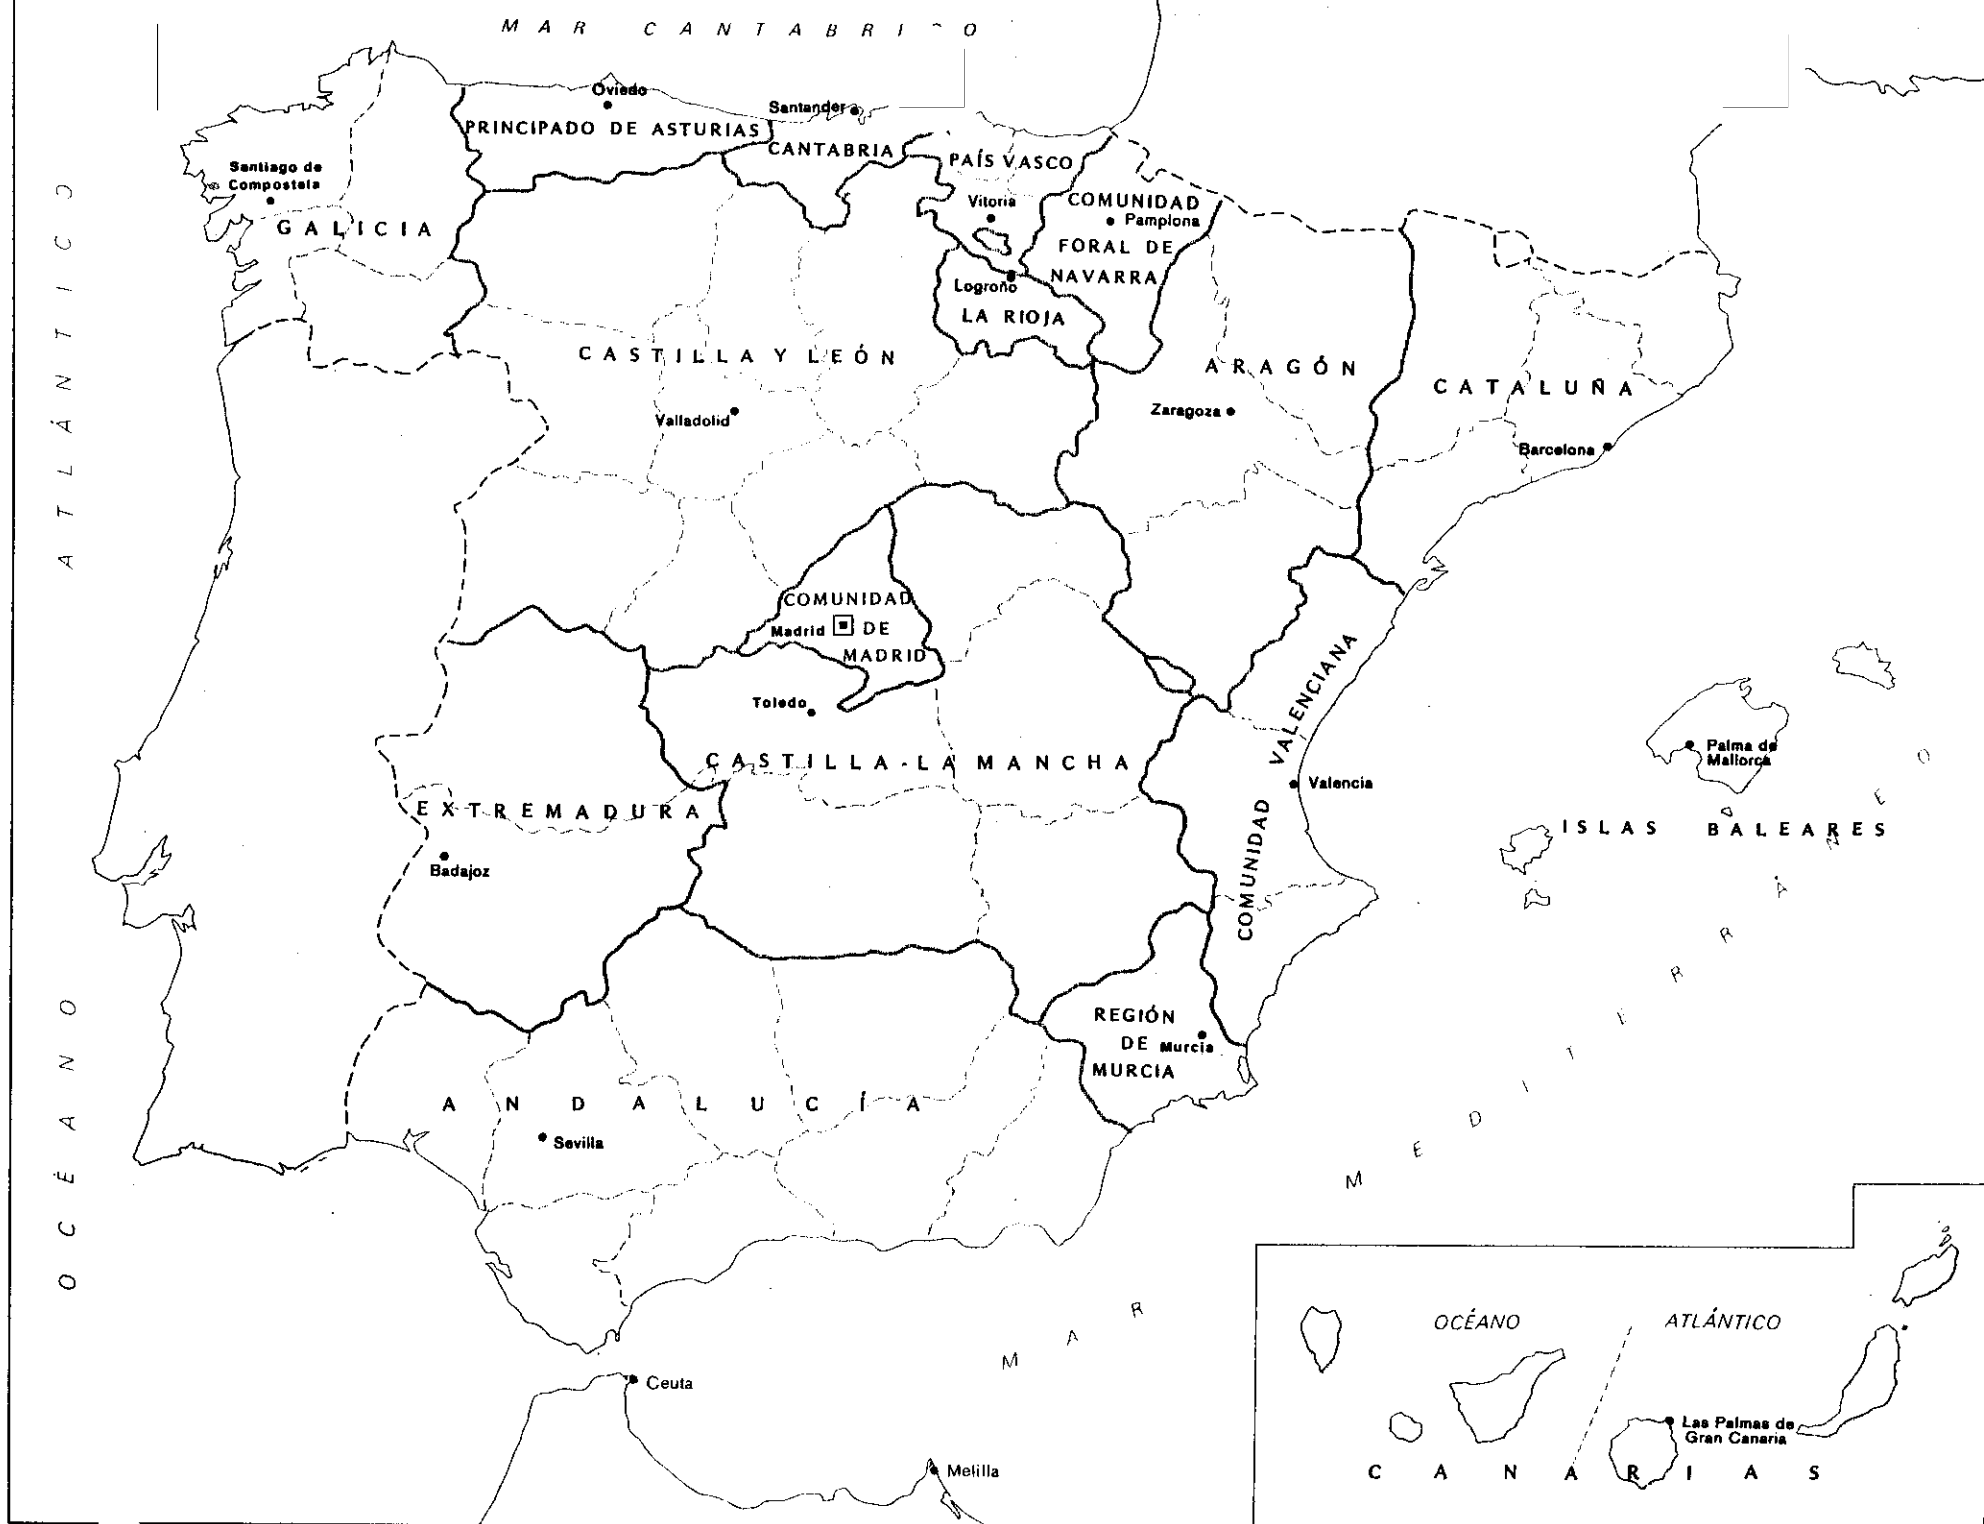 MAR CANTABRICO
Oviedo
Santander
PRINCIPADO DE ASTURIAS
CANTABRIA
PAÍS VASCO
Santiago de
Compostela
GALICIA
Vitoria
COMUNIDAD
Pamplona
FORAL DE
NAVARRA
Logroño
LA RIOJA
CASTILLA Y LEÓN
ARAGÓN
CATALUÑA
Valladolid
Zaragoza
Barcelona
OCÉANO ATLÁNTICO
COMUNIDAD
Madrid
DE
MADRID
Toledo
CASTILLA-LA MANCHA
COMUNIDAD VALENCIANA
Valencia
Palma de
Mallorca
ISLAS BALEARES
EXTREMADURA
Badajoz
REGIÓN
DE
Murcia
MURCIA
ANDALUCÍA
Sevilla
MAR MEDITERRÁNEO
Ceuta
Melilla
OCÉANO ATLÁNTICO
Las Palmas de
Gran Canaria
CANARIAS